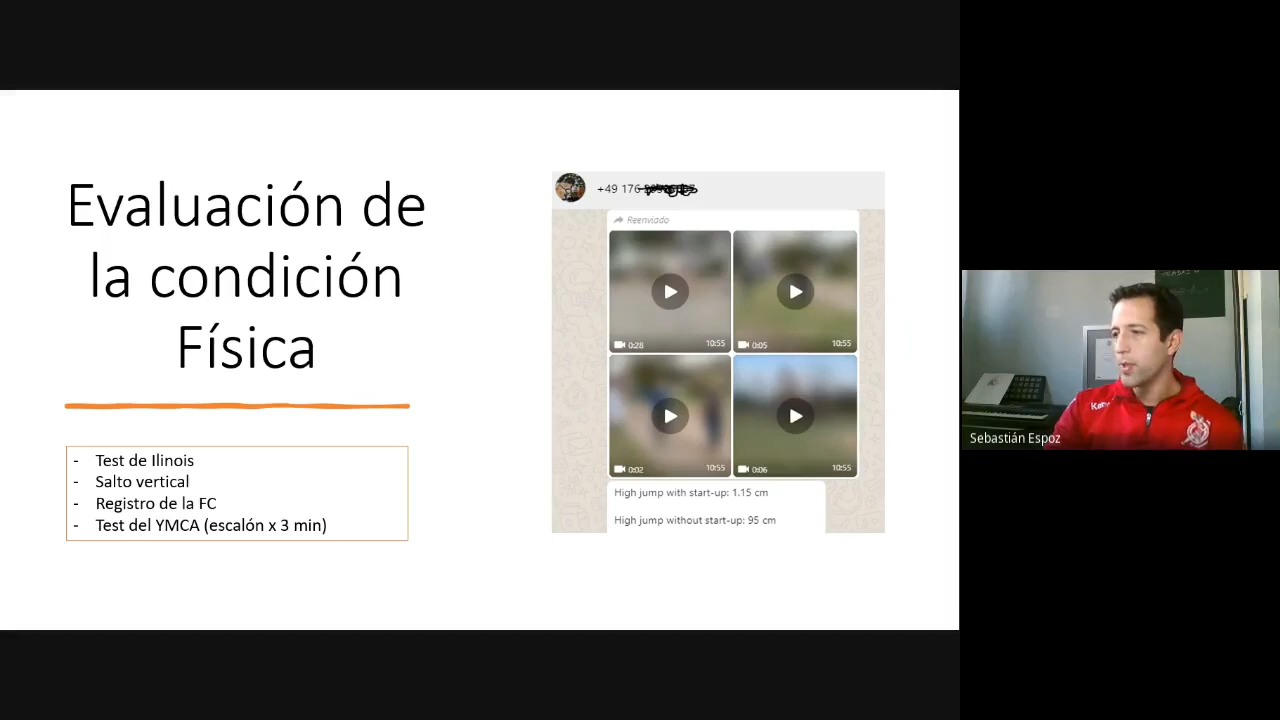 Evaluación de
la condición
Física
- Test de Ilinois
- Salto vertical
- Registro de la FC
- Test del YMCA (escalón x 3 min)
+49 176
Reenviado
0:28 10:55
0:05 10:55
0:02 10:55
0:06 10:55
High jump with start-up: 1.15 cm
High jump without start-up: 95 cm
Sebastián Espoz